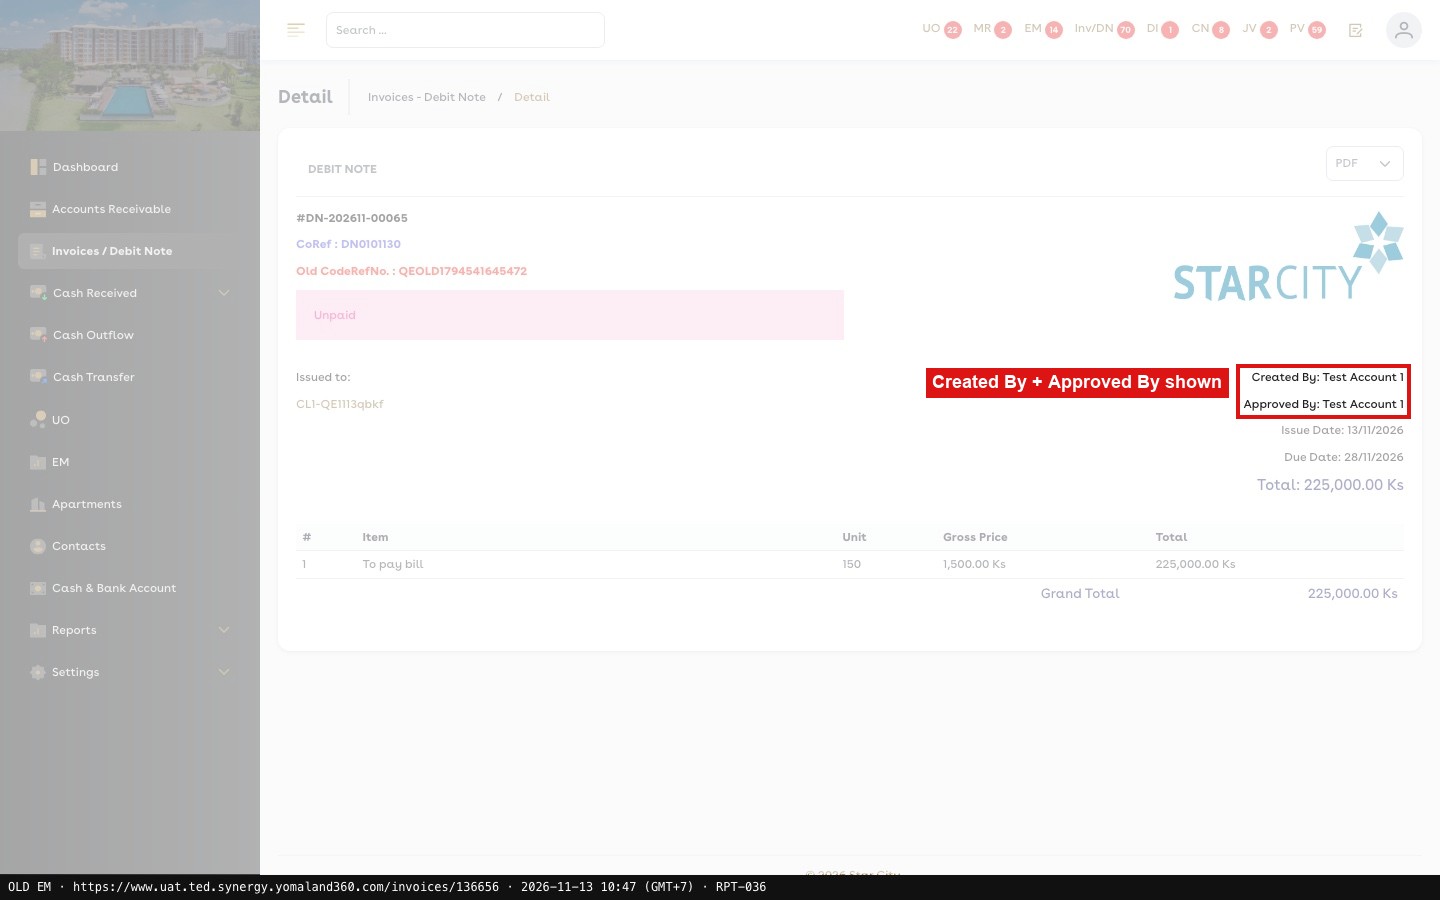 Search ...
UO 22 MR 2 EM 14 Inv/DN 70 DI 1 CN 8 JV 2 PV 59
Detail
Invoices - Debit Note / Detail
Dashboard
Accounts Receivable
Invoices / Debit Note
Cash Received
Cash Outflow
Cash Transfer
UO
EM
Apartments
Contacts
Cash & Bank Account
Reports
Settings
DEBIT NOTE
PDF
#DN-202611-00065
CoRef : DN0101130
Old CodeRefNo. : QEOLD1794541645472
STARCITY
Unpaid
Issued to:
CL1-QE1113qbkf
Created By + Approved By shown
Created By: Test Account 1
Approved By: Test Account 1
Issue Date: 13/11/2026
Due Date: 28/11/2026
Total: 225,000.00 Ks
# Item Unit Gross Price Total
1 To pay bill 150 1,500.00 Ks 225,000.00 Ks
Grand Total 225,000.00 Ks
© 2026 Star City
OLD EM · https://www.uat.ted.synergy.yomaland360.com/invoices/136656 · 2026-11-13 10:47 (GMT+7) · RPT-036